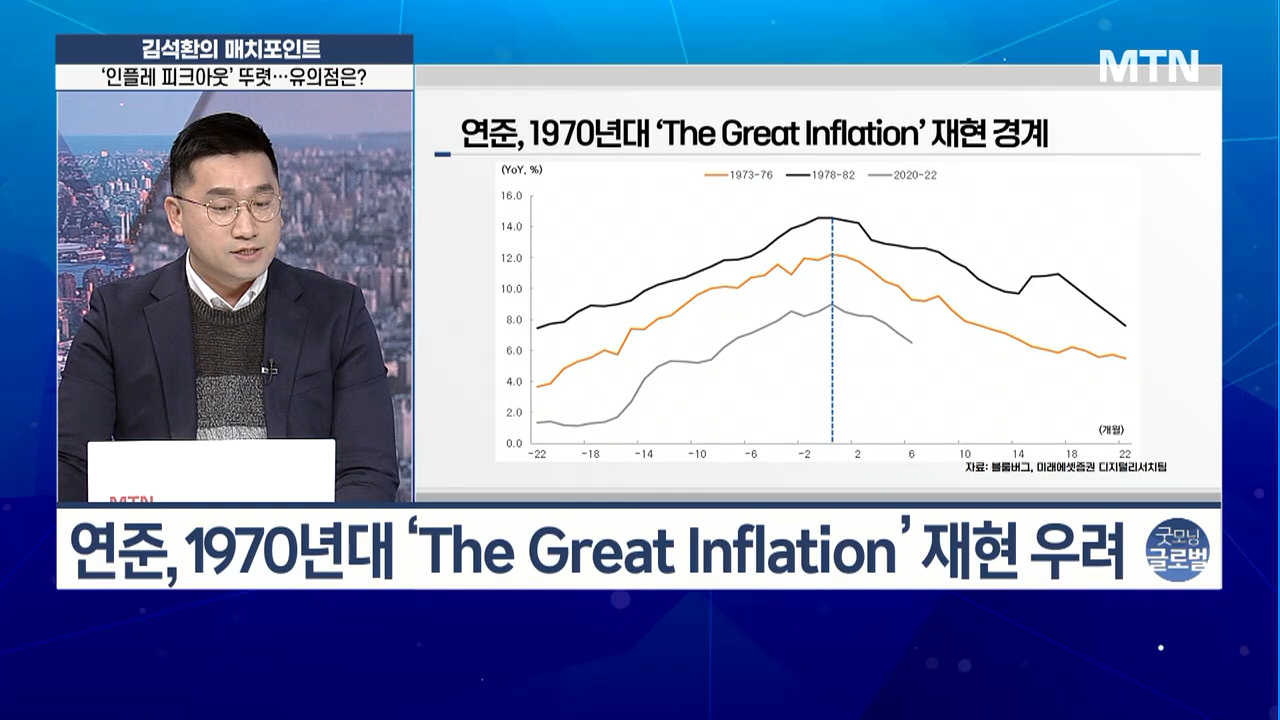 김석환의 매치포인트
‘인플레 피크아웃’ 뚜렷…유의점은?
MTN
연준, 1970년대 ‘The Great Inflation’ 재현 경계
(YoY, %)
1973-76 1978-82 2020-22
16.0
14.0
12.0
10.0
8.0
6.0
4.0
2.0
0.0
(개월)
-22 -18 -14 -10 -6 -2 2 6 10 14 18 22
자료: 블룸버그, 미래에셋증권 디지털리서치팀
MTN
연준, 1970년대 ‘The Great Inflation’ 재현 우려
굿모닝
글로벌